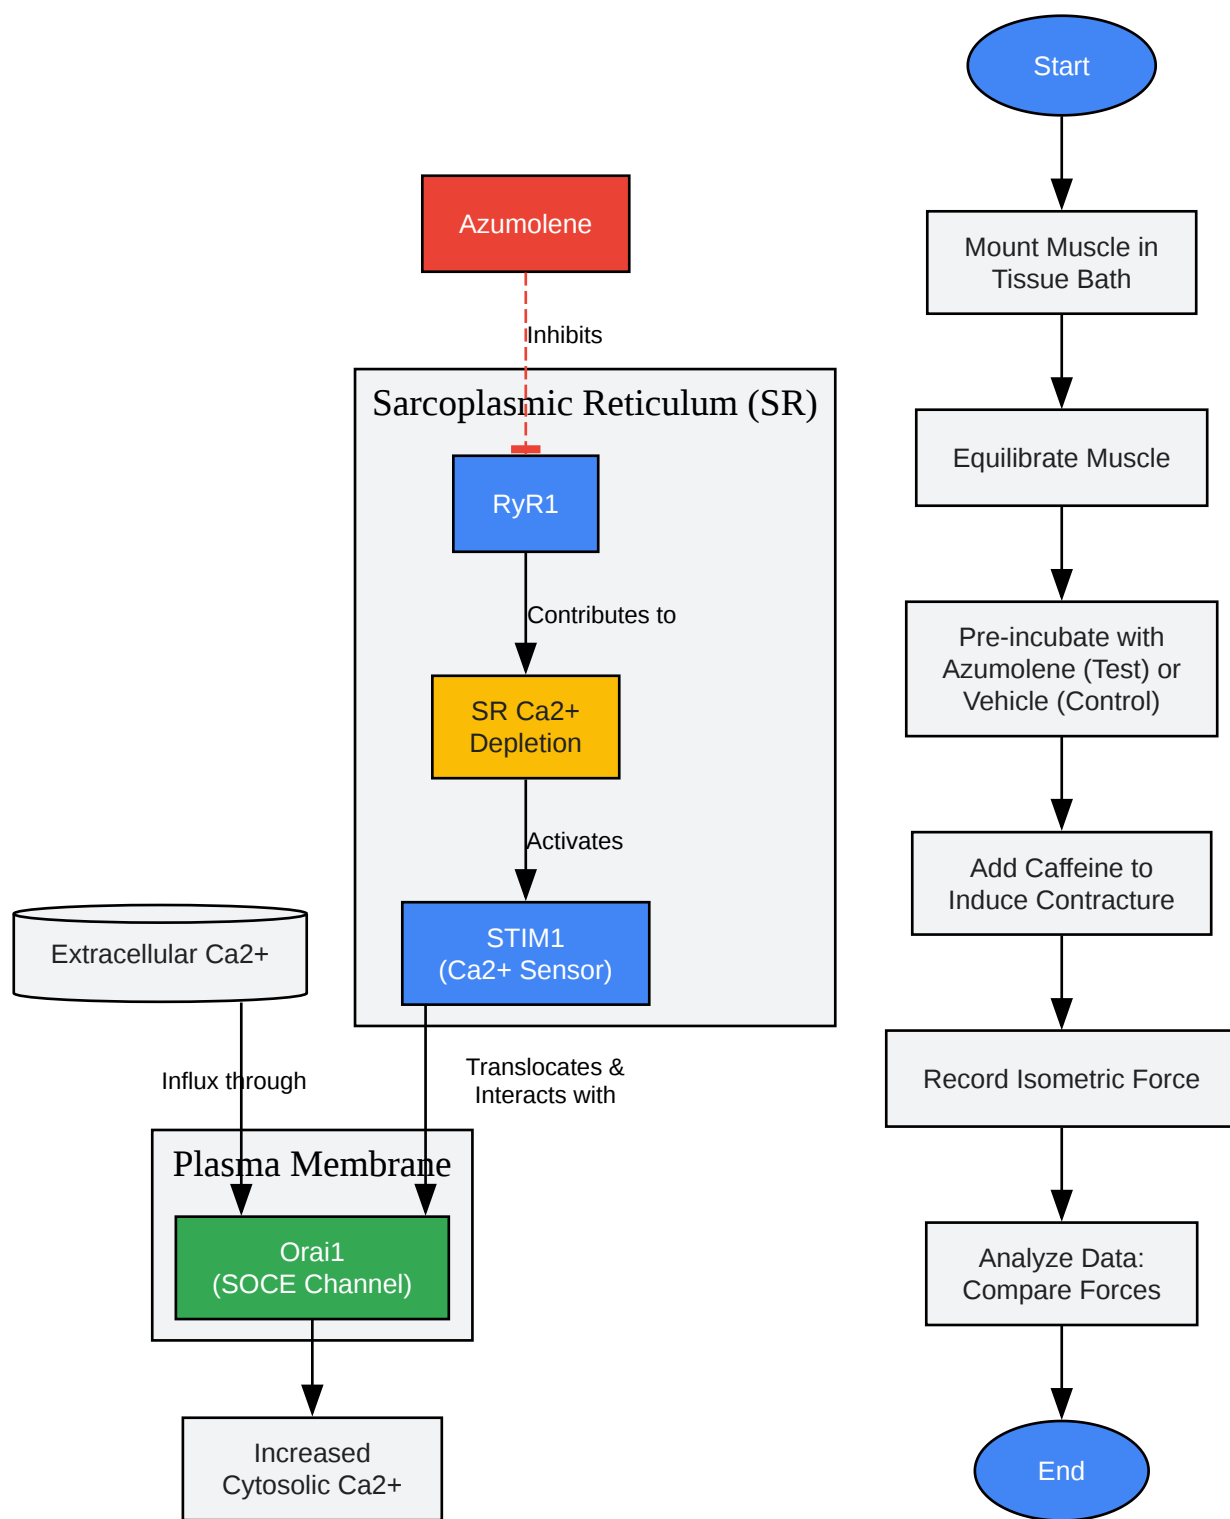 Azumolene
Inhibits
Sarcoplasmic Reticulum (SR)
RyR1
Contributes to
SR Ca2+
Depletion
Activates
STIM1
(Ca2+ Sensor)
Extracellular Ca2+
Influx through
Translocates &
Interacts with
Plasma Membrane
Orai1
(SOCE Channel)
Increased
Cytosolic Ca2+
Start
Mount Muscle in
Tissue Bath
Equilibrate Muscle
Pre-incubate with
Azumolene (Test) or
Vehicle (Control)
Add Caffeine to
Induce Contracture
Record Isometric Force
Analyze Data:
Compare Forces
End